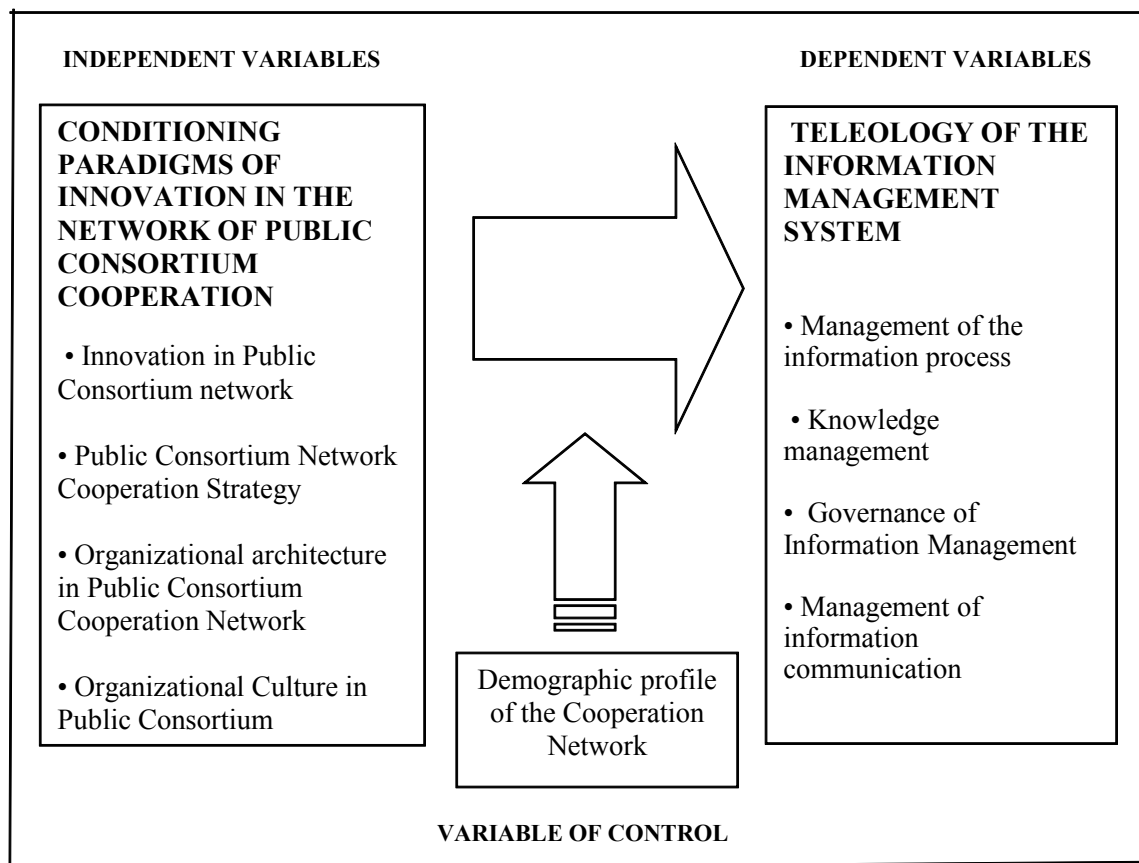 INDEPENDENT VARIABLES
CONDITIONING
PARADIGMS OF
INNOVATION IN THE
NETWORK OF PUBLIC
CONSORTIUM
COOPERATION
• Innovation in Public
Consortium network
• Public Consortium Network
Cooperation Strategy
• Organizational architecture
in Public Consortium
Cooperation Network
• Organizational Culture in
Public Consortium
Demographic profile
of the Cooperation
Network
VARIABLE OF CONTROL
DEPENDENT VARIABLES
TELEOLOGY OF THE
INFORMATION
MANAGEMENT
SYSTEM
• Management of the
information process
• Knowledge
management
• Governance of
Information Management
• Management of
information
communication